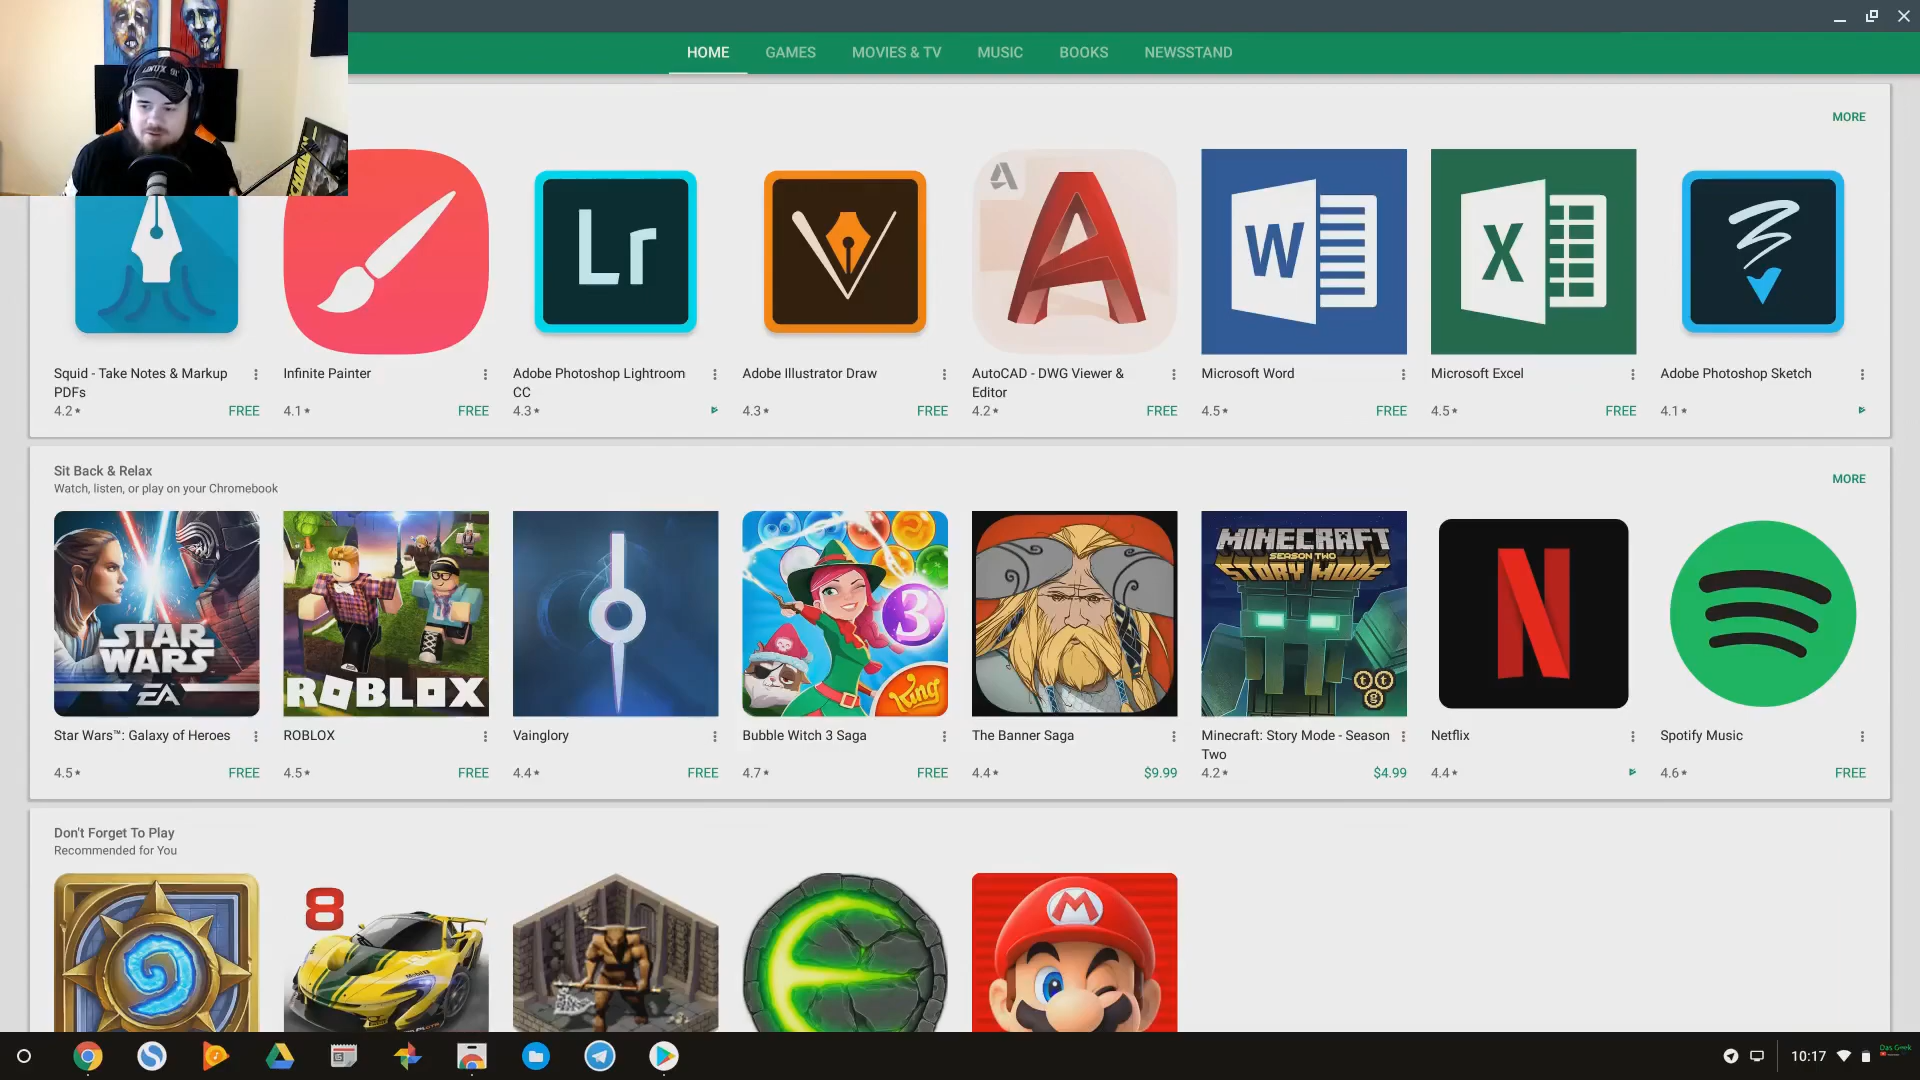 LINUX
HOME GAMES MOVIES & TV MUSIC BOOKS NEWSSTAND
MORE
Lr
A
W
X
Squid - Take Notes & Markup PDFs
4.2 FREE
Infinite Painter
4.1 FREE
Adobe Photoshop Lightroom CC
4.3
Adobe Illustrator Draw
4.3 FREE
AutoCAD - DWG Viewer & Editor
4.2 FREE
Microsoft Word
4.5 FREE
Microsoft Excel
4.5 FREE
Adobe Photoshop Sketch
4.1
Sit Back & Relax
Watch, listen, or play on your Chromebook
MORE
STAR WARS
EA
ROBLOX
3
King
MINECRAFT
SEASON TWO
STORY MODE
ttg
N
Star Wars™: Galaxy of Heroes
4.5 FREE
ROBLOX
4.5 FREE
Vainglory
4.4 FREE
Bubble Witch 3 Saga
4.7 FREE
The Banner Saga
4.4 $9.99
Minecraft: Story Mode - Season Two
4.2 $4.99
Netflix
4.4
Spotify Music
4.6 FREE
Don't Forget To Play
Recommended for You
8
M
10:17
Das Geek